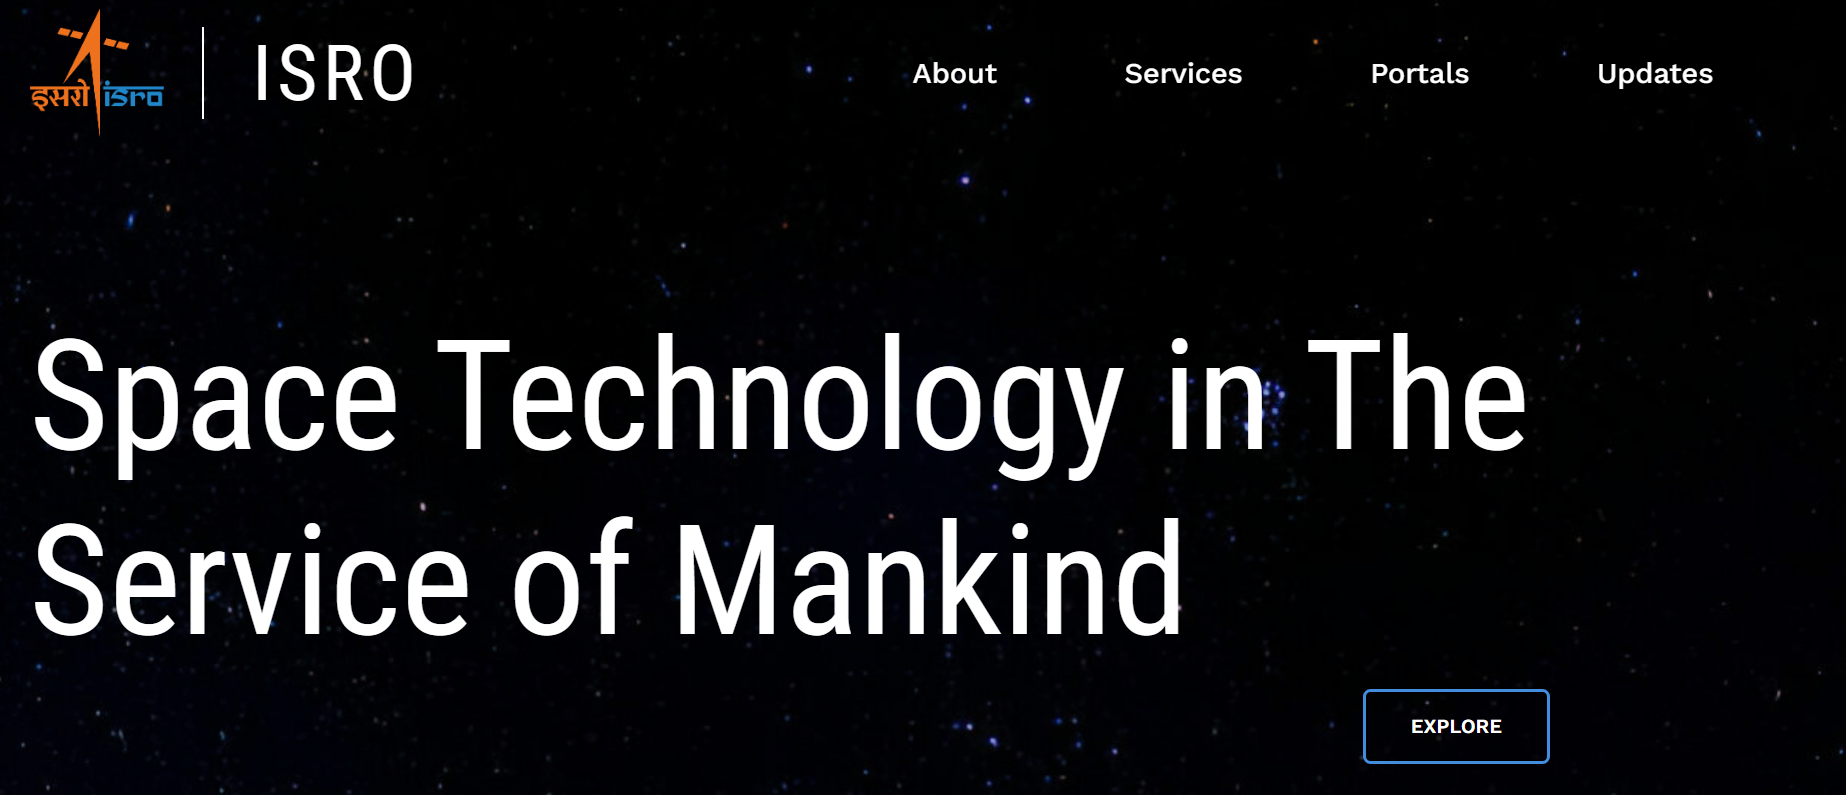 इसरो isro
ISRO
About Services Portals Updates
Space Technology in The
Service of Mankind
EXPLORE